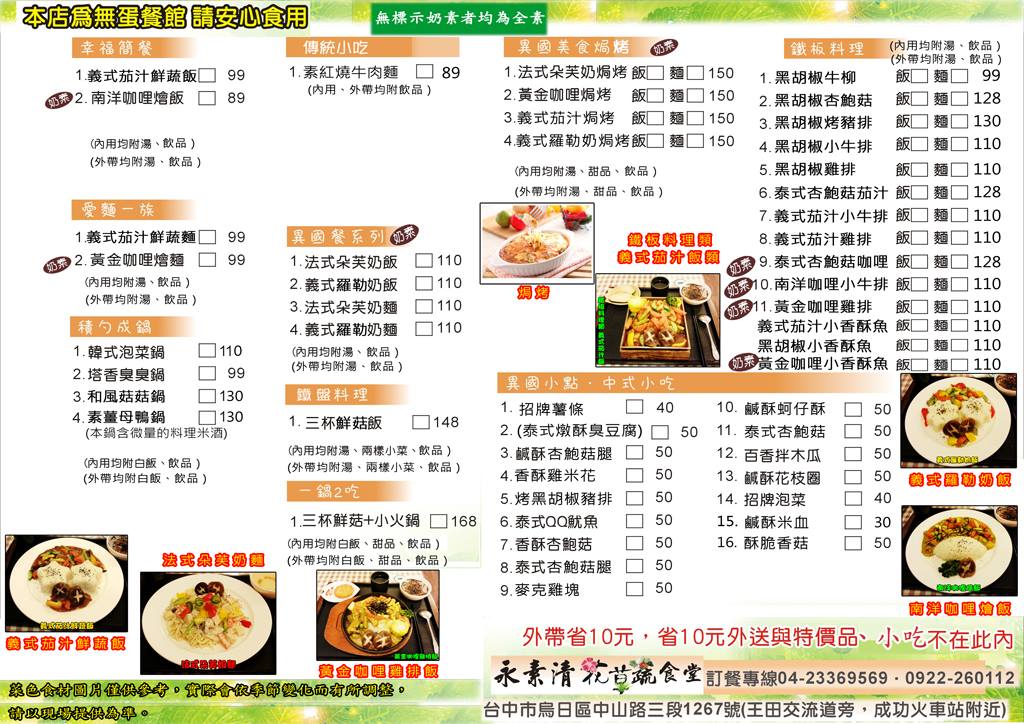 本店為無蛋餐館 請安心食用
無標示奶素者均為全素
幸福簡餐
1.義式茄汁鮮蔬飯□ 99
奶素 2.南洋咖哩燴飯□ 89
(內用均附湯、飲品)
(外帶均附湯、飲品)
愛麵一族
1.義式茄汁鮮蔬麵□ 99
奶素 2.黃金咖哩燴麵□ 99
(內用均附湯、飲品)
(外帶均附湯、飲品)
積勺成鍋
1.韓式泡菜鍋 □110
2.塔香臭臭鍋 □ 99
3.和風菇菇鍋 □130
4.素薑母鴨鍋 □130
(本鍋含微量的料理米酒)
(內用均附白飯、飲品)
(外帶均附白飯、飲品)
傳統小吃
1.素紅燒牛肉麵 □ 89
(內用、外帶均附飲品)
異國餐系列 奶素
1.法式朵芙奶飯 □110
2.義式羅勒奶飯 □110
3.法式朵芙奶麵 □110
4.義式羅勒奶麵 □110
(內用均附湯、飲品)
(外帶均附湯、飲品)
鐵盤料理
1.三杯鮮菇飯 □148
(內用均附湯、兩樣小菜、飲品)
(外帶均附湯、兩樣小菜、飲品)
一鍋2吃
1.三杯鮮菇+小火鍋 □168
(內用均附白飯、甜品、飲品)
(外帶均附白飯、甜品、飲品)
異國美食焗烤 奶素
1.法式朵芙奶焗烤 飯□ 麵□150
2.黃金咖哩焗烤 飯□ 麵□150
3.義式茄汁焗烤 飯□ 麵□150
4.義式羅勒奶焗烤 飯□ 麵□150
(內用均附湯、甜品、飲品)
(外帶均附湯、甜品、飲品)
焗烤
鐵板料理類
義式茄汁飯類
鐵板料理 (內用均附湯、飲品)
(外帶均附湯、飲品)
1.黑胡椒牛柳 飯□ 麵□ 99
2.黑胡椒杏鮑菇 飯□ 麵□ 128
3.黑胡椒烤豬排 飯□ 麵□ 130
4.黑胡椒小牛排 飯□ 麵□ 110
5.黑胡椒雞排 飯□ 麵□ 110
6.泰式杏鮑菇茄汁 飯□ 麵□ 128
7.義式茄汁小牛排 飯□ 麵□ 110
8.義式茄汁雞排 飯□ 麵□ 110
奶素 9.泰式杏鮑菇咖哩 飯□ 麵□ 128
奶素 10.南洋咖哩小牛排 飯□ 麵□ 110
奶素 11.黃金咖哩雞排 飯□ 麵□ 110
義式茄汁小香酥魚 飯□ 麵□ 110
黑胡椒小香酥魚 飯□ 麵□ 110
奶素 黃金咖哩小香酥魚 飯□ 麵□ 110
異國小點・中式小吃
1.招牌薯條 □ 40
2.(泰式燉酥臭豆腐) □ 50
3.鹹酥杏鮑菇腿 □ 50
4.香酥雞米花 □ 50
5.烤黑胡椒豬排 □ 50
6.泰式QQ魷魚 □ 50
7.香酥杏鮑菇 □ 50
8.泰式杏鮑菇腿 □ 50
9.麥克雞塊 □ 50
10.鹹酥蚵仔酥 □ 50
11.泰式杏鮑菇 □ 50
12.百香拌木瓜 □ 50
13.鹹酥花枝圈 □ 50
14.招牌泡菜 □ 40
15.鹹酥米血 □ 30
16.酥脆香菇 □ 50
義式羅勒奶飯
義式羅勒奶飯
南洋咖哩燴飯
南洋咖哩燴飯
義式茄汁鮮蔬飯
義式茄汁鮮蔬飯
法式朵芙奶麵
法式朵芙奶麵
黃金咖哩雞排飯
黃金咖哩雞排飯
菜色食材圖片僅供參考，實際會依季節變化而有所調整，
請以現場提供為準。
外帶省10元，省10元外送與特價品、小吃不在此內
永素清花苜蔬食堂 訂餐專線04-23369569・0922-260112
台中市烏日區中山路三段1267號(王田交流道旁，成功火車站附近)